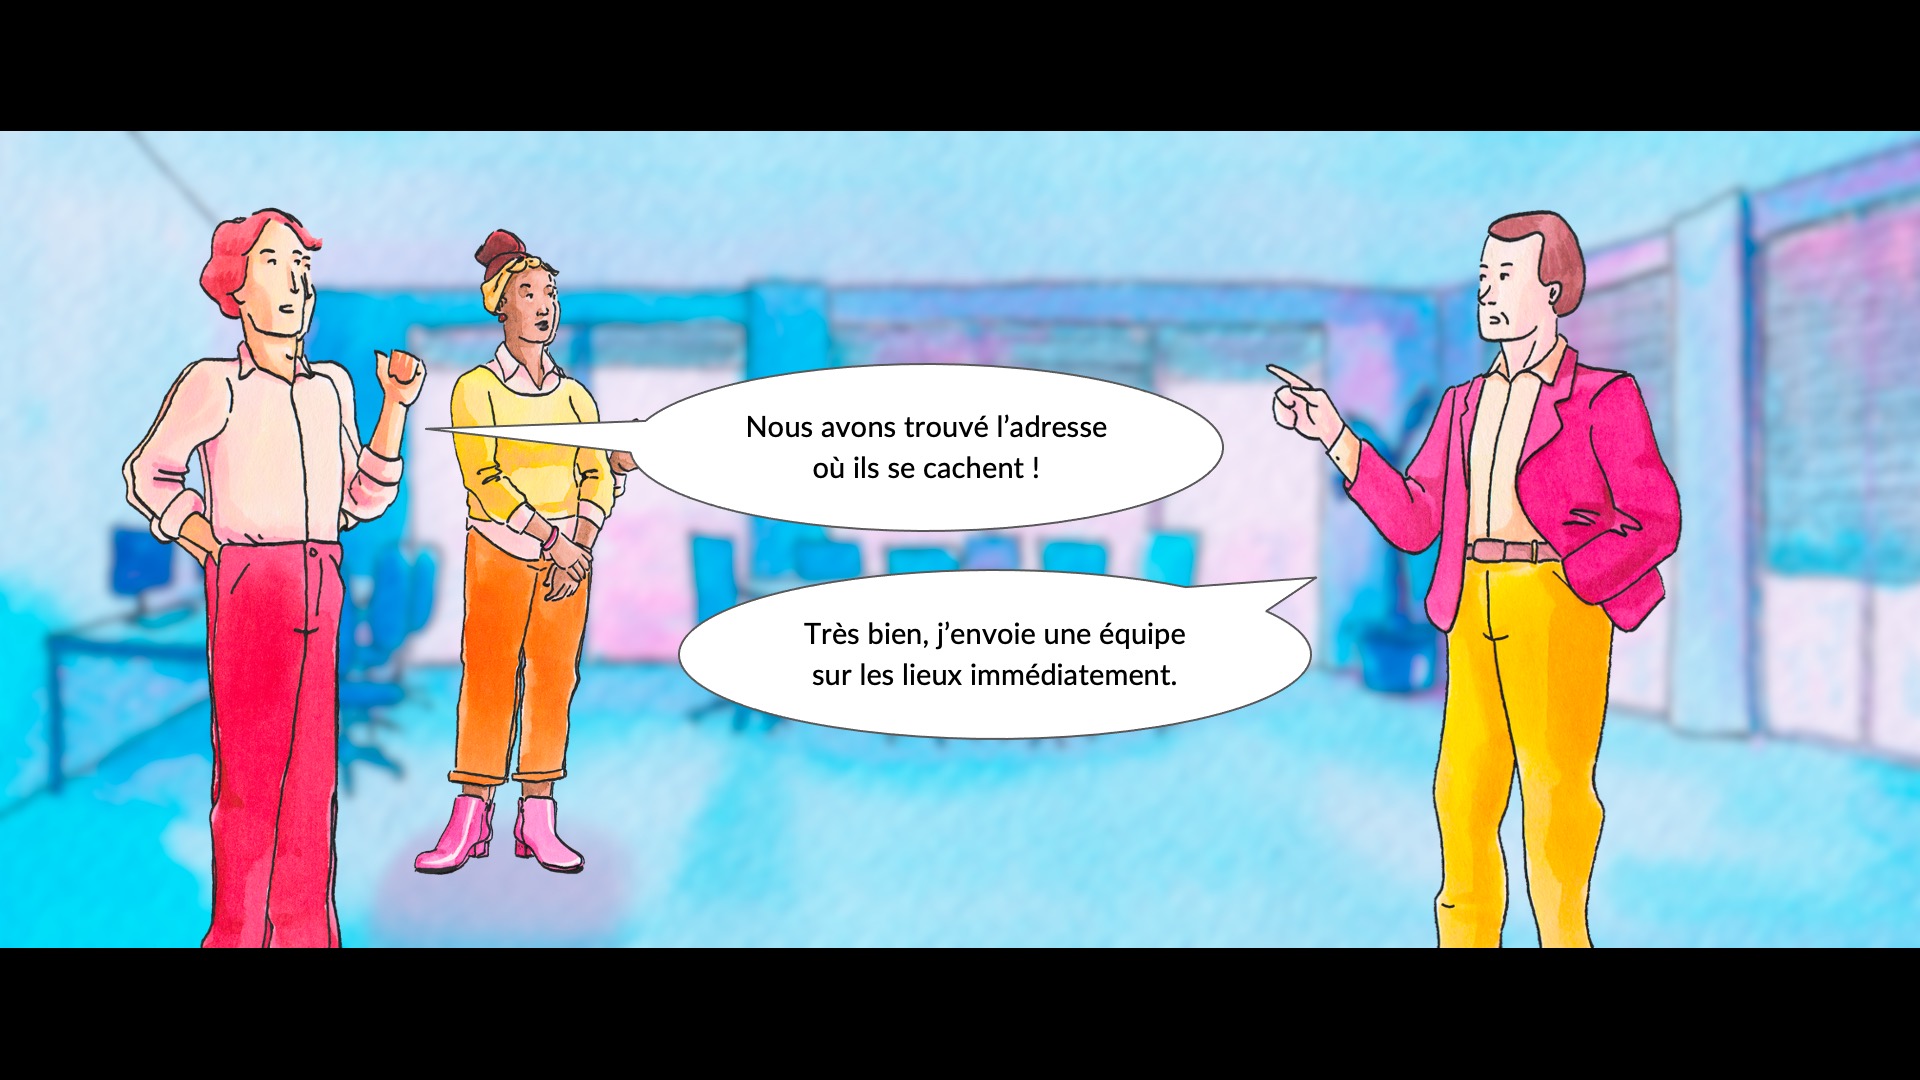 Nous avons trouvé l’adresse
où ils se cachent !
Très bien, j’envoie une équipe
sur les lieux immédiatement.